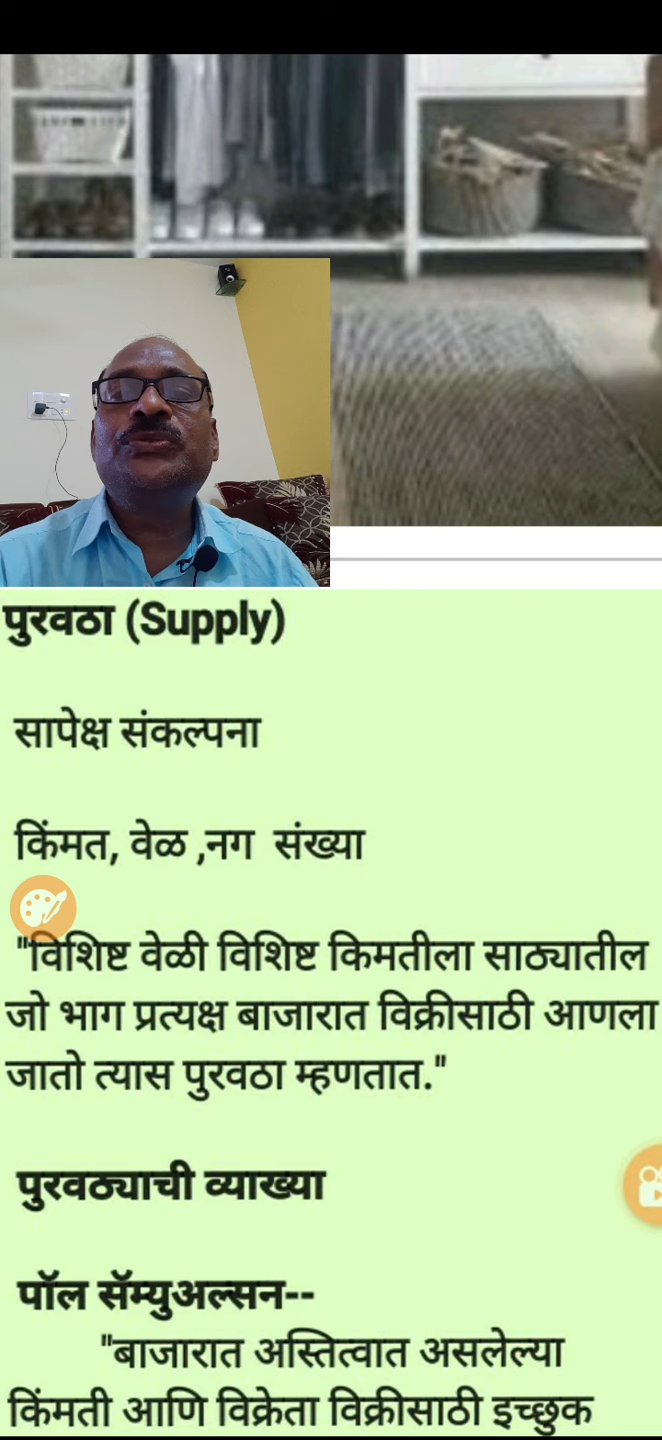 पुरवठा (Supply)
सापेक्ष संकल्पना
किंमत, वेळ ,नग संख्या
"विशिष्ट वेळी विशिष्ट किमतीला साठ्यातील
जो भाग प्रत्यक्ष बाजारात विक्रीसाठी आणला
जातो त्यास पुरवठा म्हणतात."
पुरवठ्याची व्याख्या
पॉल सॅम्युअल्सन--
"बाजारात अस्तित्वात असलेल्या
किंमती आणि विक्रेता विक्रीसाठी इच्छुक